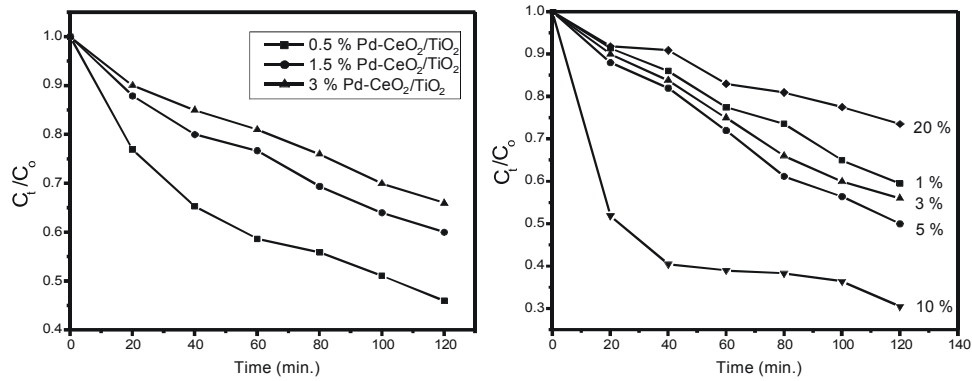 1.0
0.9
0.8
0.7
0.6
0.5
0.4
C_t/C_o
0 20 40 60 80 100 120
Time (min.)
0.5 % Pd-CeO₂/TiO₂
1.5 % Pd-CeO₂/TiO₂
3 % Pd-CeO₂/TiO₂
1.0
0.9
0.8
0.7
0.6
0.5
0.4
0.3
C_t/C_o
20 %
1 %
3 %
5 %
10 %
0 20 40 60 80 100 120 140
Time (min.)